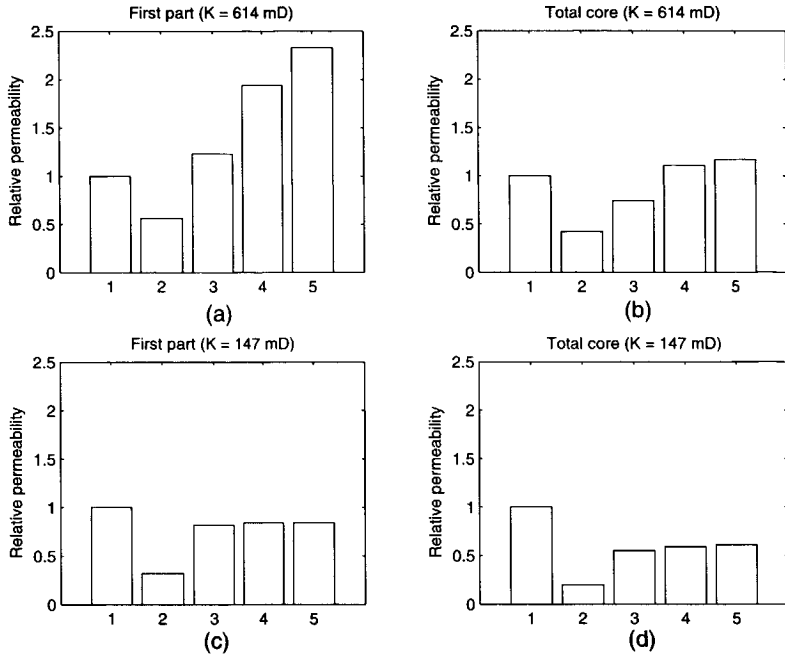 First part (K = 614 mD)
Relative permeability
2.5
2
1.5
1
0.5
0
1 2 3 4 5
(a)
Total core (K = 614 mD)
Relative permeability
2.5
2
1.5
1
0.5
0
1 2 3 4 5
(b)
First part (K = 147 mD)
Relative permeability
2.5
2
1.5
1
0.5
0
1 2 3 4 5
(c)
Total core (K = 147 mD)
Relative permeability
2.5
2
1.5
1
0.5
0
1 2 3 4 5
(d)